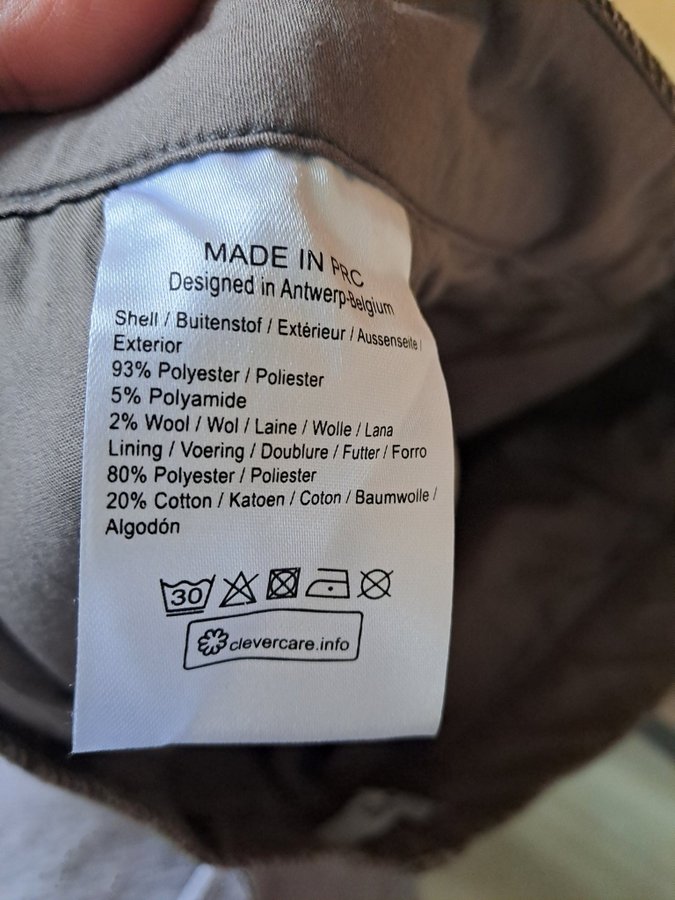 MADE IN PRC
Designed in Antwerp-Belgium
Shell / Buitenstof / Extérieur / Aussenseite /
Exterior
93% Polyester / Poliester
5% Polyamide
2% Wool / Wol / Laine / Wolle / Lana
Lining / Voering / Doublure / Futter / Forro
80% Polyester / Poliester
20% Cotton / Katoen / Coton / Baumwolle /
Algodón
30
clevercare.info